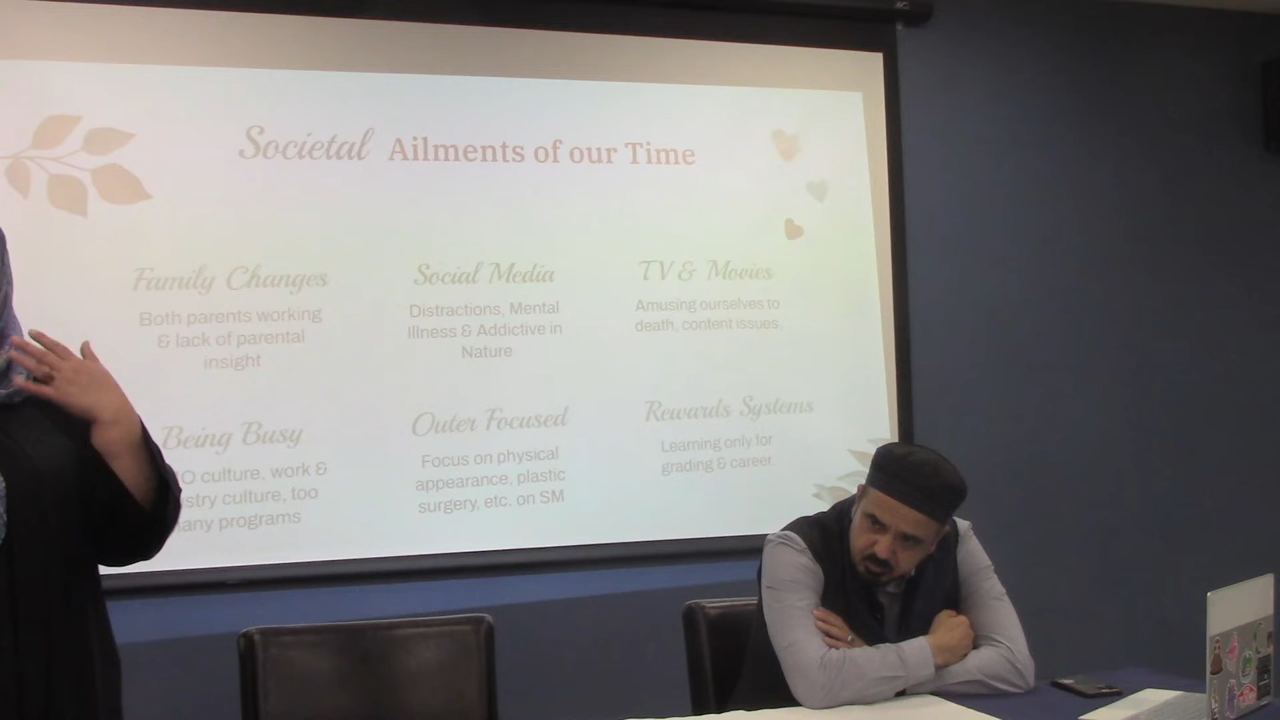 Societal Ailments of our Time
Family Changes
Both parents working
& lack of parental
insight
Social Media
Distractions, Mental
Illness & Addictive in
Nature
TV & Movies
Amusing ourselves to
death, content issues,
Being Busy
culture, work &
culture, too
programs
Outer Focused
Focus on physical
appearance, plastic
surgery, etc. on SM
Rewards Systems
Learning only for
grading & career.